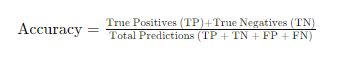 Accuracy = True Positives (TP)+True Negatives (TN) / Total Predictions (TP + TN + FP + FN)